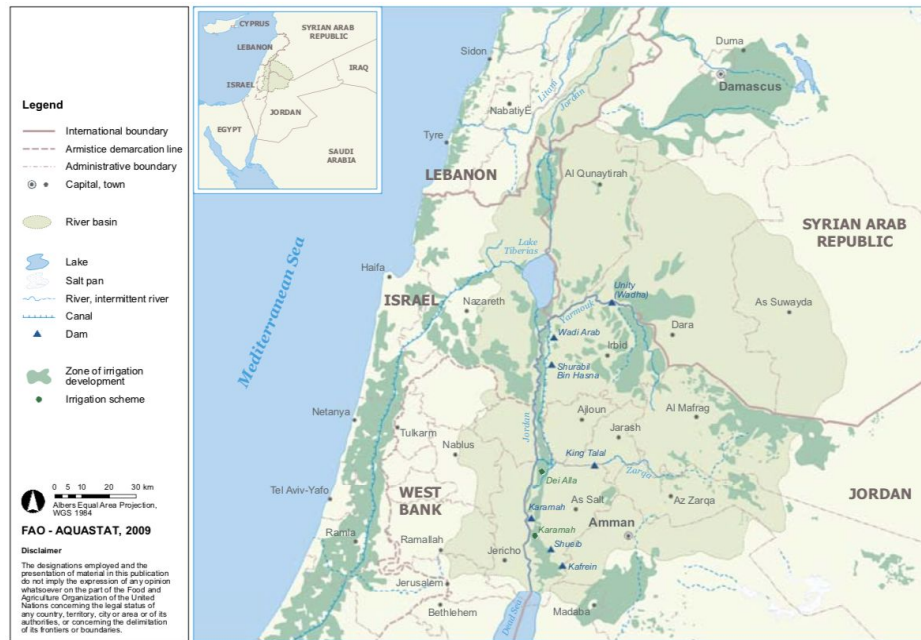 Legend
International boundary
Armistice demarcation line
Administrative boundary
Capital, town
River basin
Lake
Salt pan
River, intermittent river
Canal
Dam
Zone of irrigation
development
Irrigation scheme
0 5 10 20 30 km
Albers Equal Area Projection,
WGS 1984
FAO - AQUASTAT, 2009
Disclaimer
The designations employed and the
presentation of material in this publication
do not imply the expression of any opinion
whatsoever on the part of the Food and
Agriculture Organization of the United
Nations concerning the legal status of
any country, territory, city or area or of its
authorities, or concerning the delimitation
of its frontiers or boundaries.
CYPRUS
SYRIAN ARAB
REPUBLIC
LEBANON
IRAQ
ISRAEL
JORDAN
EGYPT
SAUDI
ARABIA
Sidon
Duma
Damascus
Litani
Jordan
NabatiyE
Tyre
LEBANON
Al Qunaytirah
SYRIAN ARAB
REPUBLIC
Mediterranean Sea
Lake
Tiberias
Haifa
ISRAEL
Nazareth
Unity
(Wadha)
Yarmouk
As Suwayda
Dara
Wadi Arab
Irbid
Shurabil
Bin Hasna
Netanya
Tulkarm
Nablus
Jordan
Ajloun
Jarash
Al Mafrag
King Talal
Zarqa
Dei Alla
Tel Aviv-Yafo
WEST
BANK
Karamah
As Salt
Az Zarqa
JORDAN
Amman
Ramla
Ramallah
Karamah
Shueib
Jericho
Kafrein
Jerusalem
Bethlehem
Dead Sea
Madaba